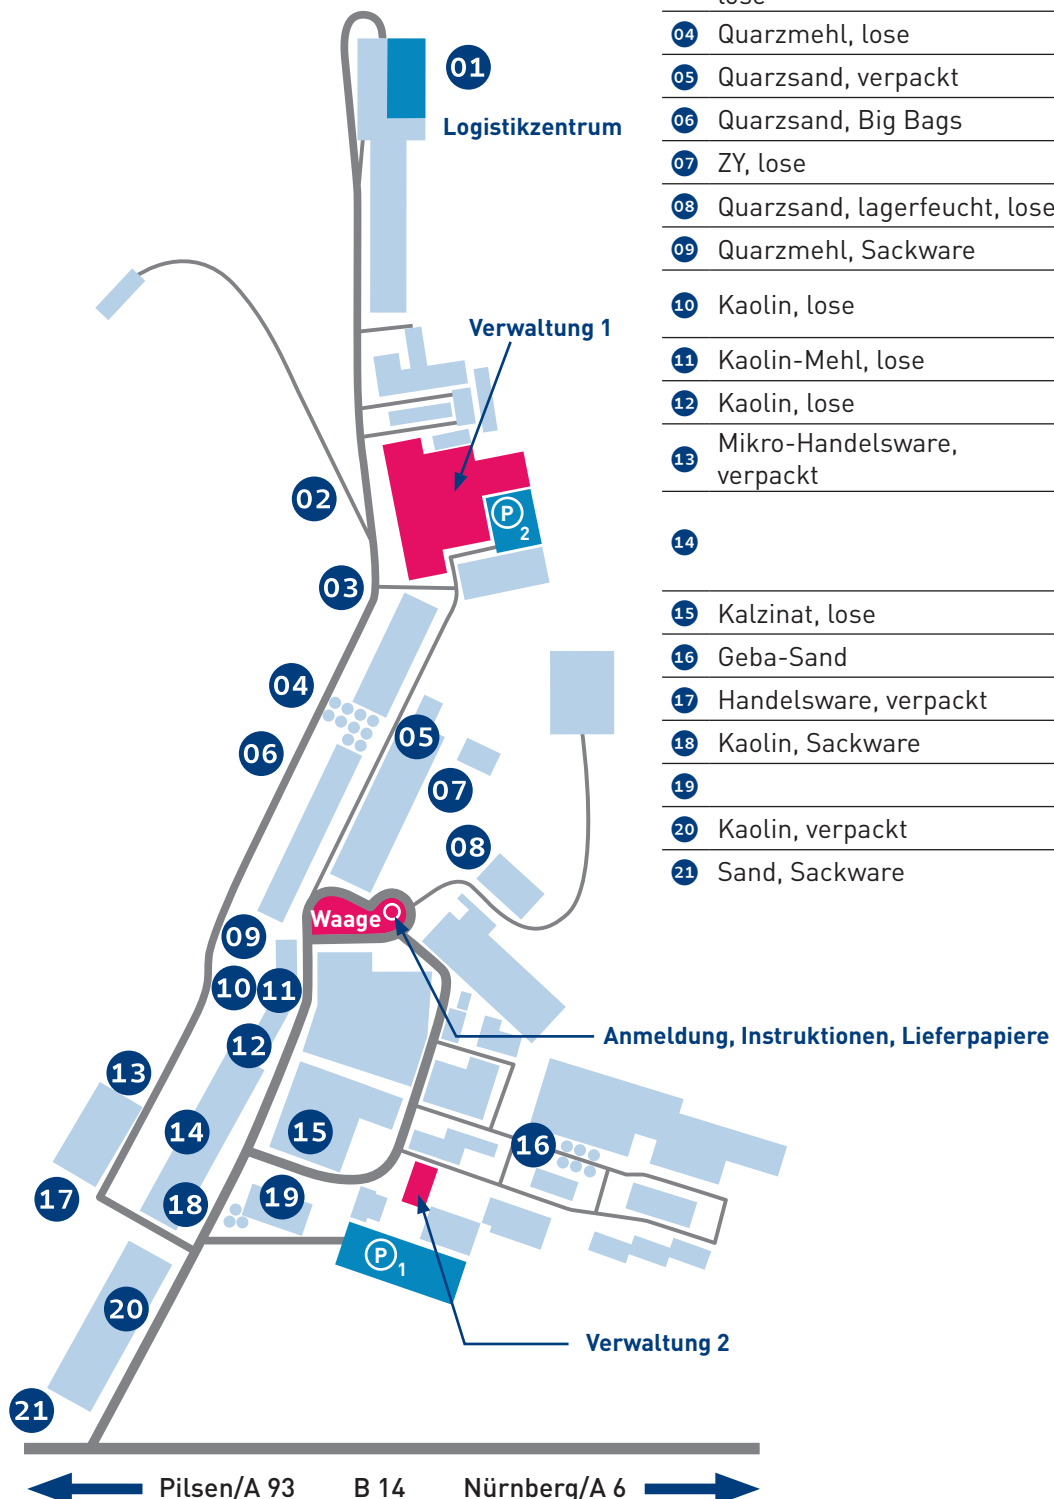 lose
04 Quarzmehl, lose
05 Quarzsand, verpackt
06 Quarzsand, Big Bags
07 ZY, lose
08 Quarzsand, lagerfeucht, lose
09 Quarzmehl, Sackware
10 Kaolin, lose
11 Kaolin-Mehl, lose
12 Kaolin, lose
13 Mikro-Handelsware,
verpackt
14
15 Kalzinat, lose
16 Geba-Sand
17 Handelsware, verpackt
18 Kaolin, Sackware
19
20 Kaolin, verpackt
21 Sand, Sackware
01
Logistikzentrum
Verwaltung 1
02
P 2
03
04
05
06
07
08
Waage
09
10
11
Anmeldung, Instruktionen, Lieferpapiere
12
13
14
15
16
17
18
19
P 1
20
Verwaltung 2
21
Pilsen/A 93 B 14 Nürnberg/A 6